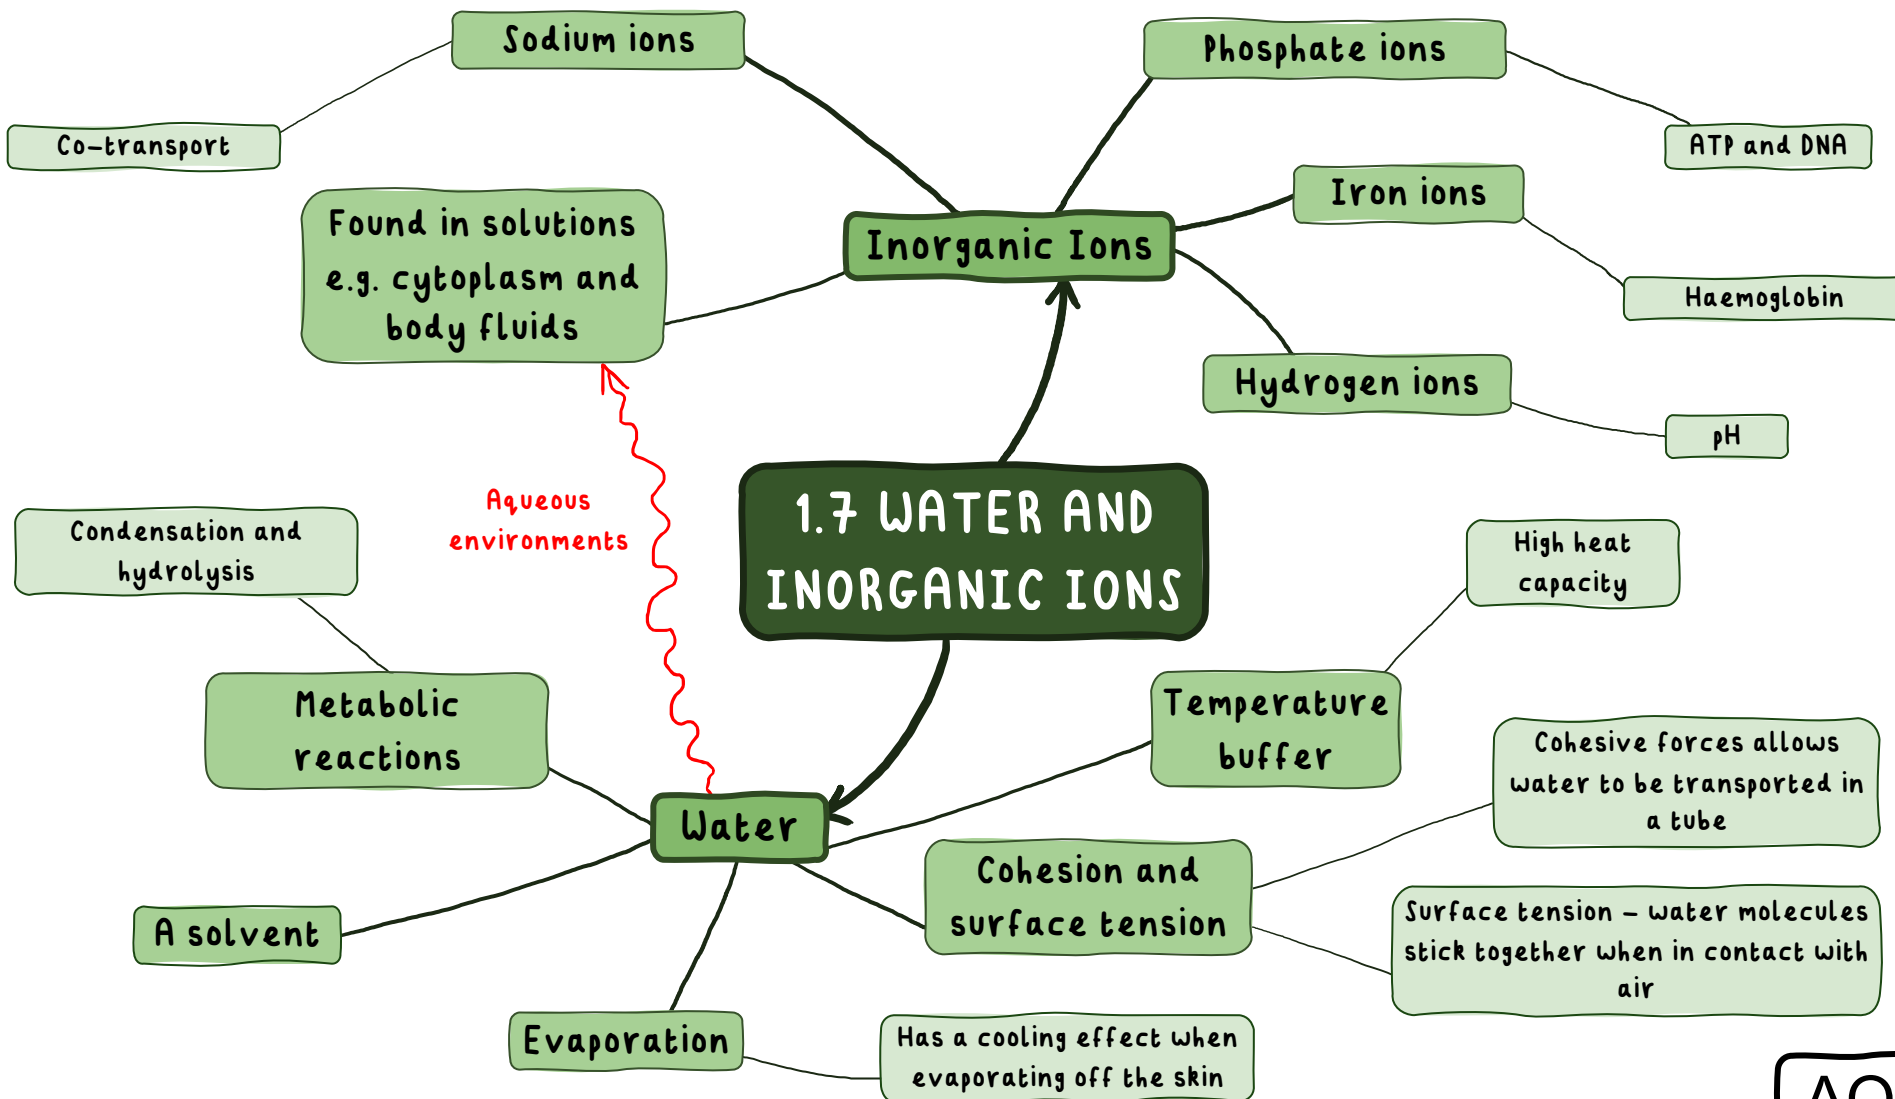 Sodium ions
Phosphate ions
Co-transport
ATP and DNA
Iron ions
Found in solutions
e.g. cytoplasm and
body fluids
Inorganic Ions
Haemoglobin
Hydrogen ions
pH
Aqueous
environments
1.7 WATER AND
INORGANIC IONS
Condensation and
hydrolysis
High heat
capacity
Metabolic
reactions
Temperature
buffer
Cohesive forces allows
water to be transported in
a tube
Water
Cohesion and
surface tension
Surface tension – water molecules
stick together when in contact with
air
A solvent
Evaporation
Has a cooling effect when
evaporating off the skin